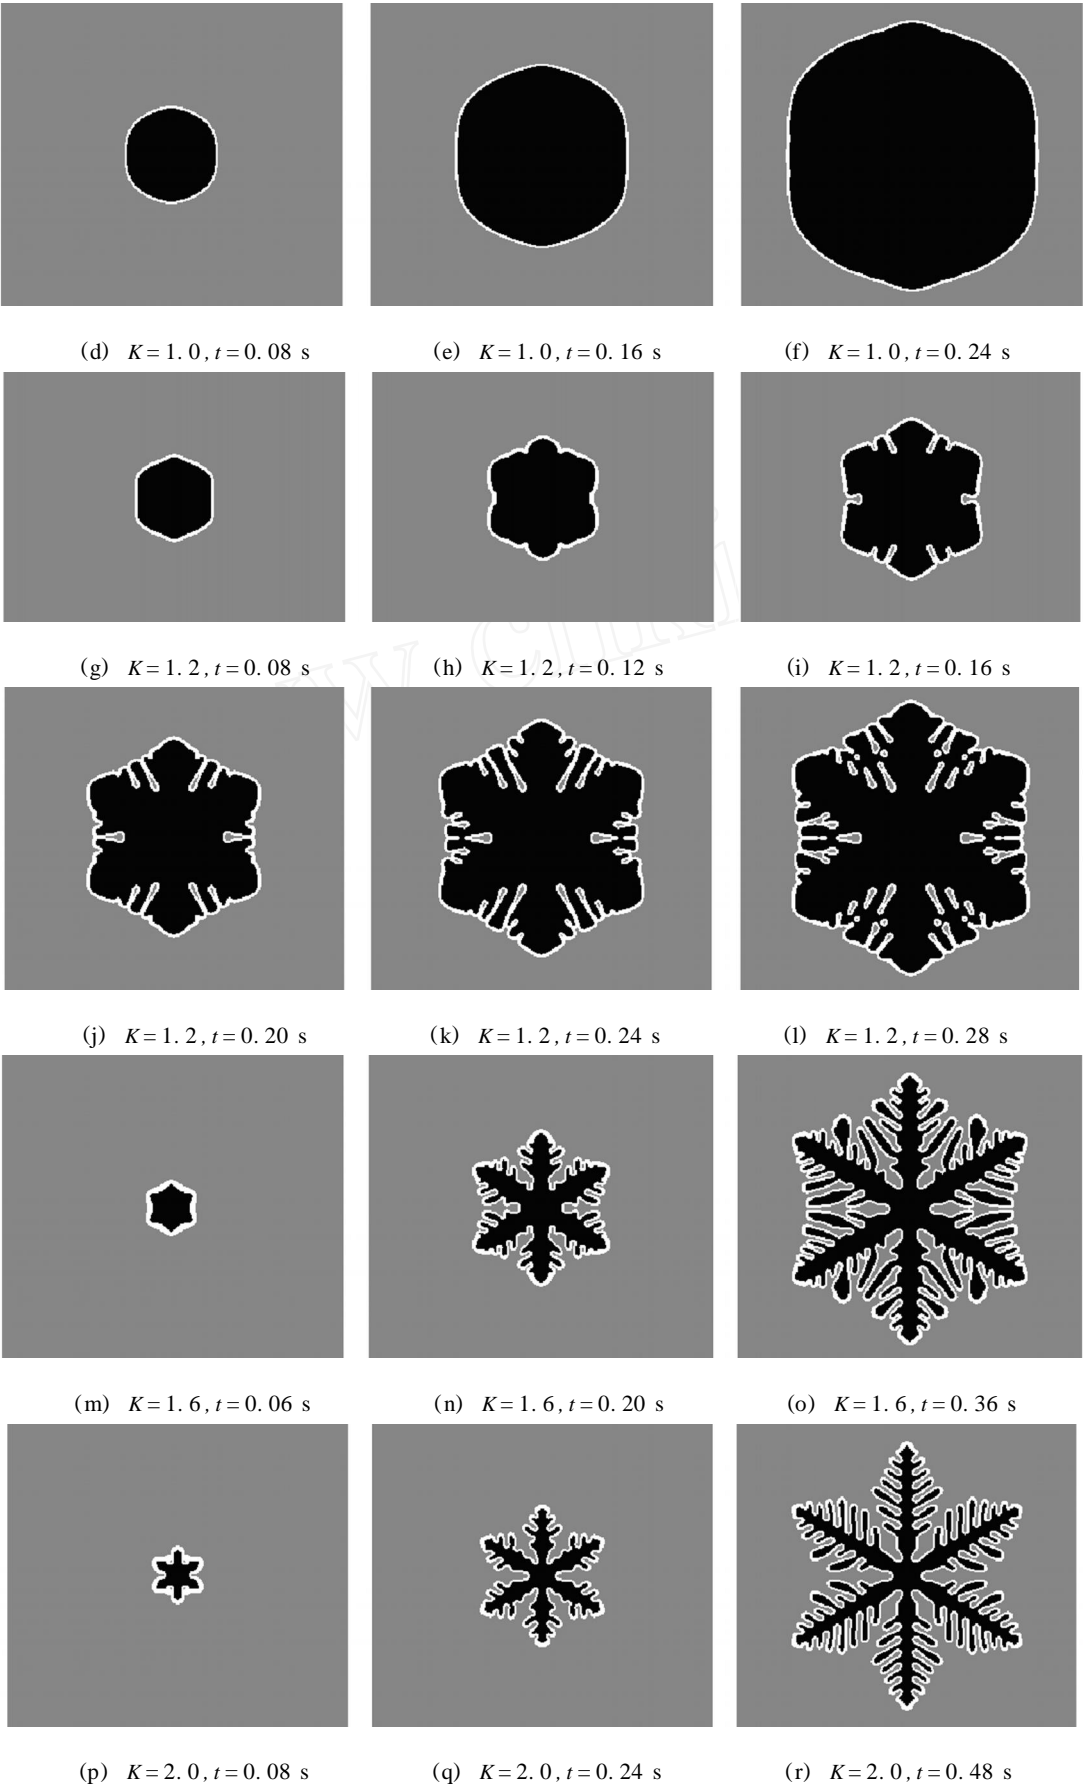 (d) K=1.0,t=0.08 s (e) K=1.0,t=0.16 s (f) K=1.0,t=0.24 s
(g) K=1.2,t=0.08 s (h) K=1.2,t=0.12 s (i) K=1.2,t=0.16 s
(j) K=1.2,t=0.20 s (k) K=1.2,t=0.24 s (l) K=1.2,t=0.28 s
(m) K=1.6,t=0.06 s (n) K=1.6,t=0.20 s (o) K=1.6,t=0.36 s
(p) K=2.0,t=0.08 s (q) K=2.0,t=0.24 s (r) K=2.0,t=0.48 s